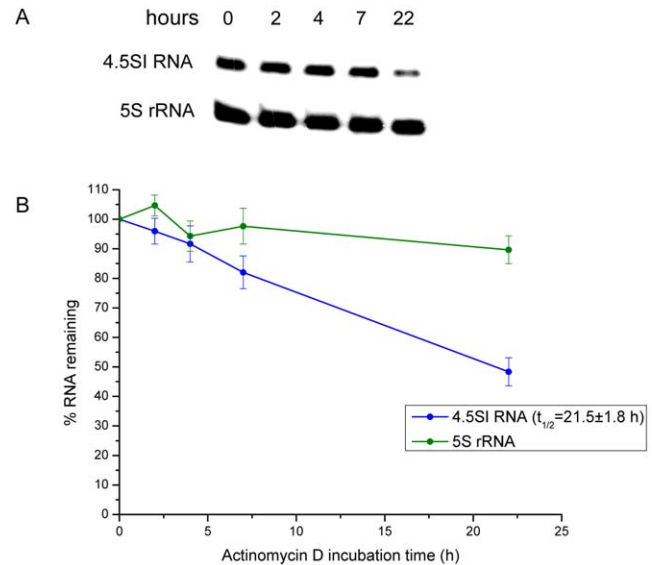 A
hours 0 2 4 7 22
4.5SI RNA
5S rRNA
B
110
100
90
80
70
60
50
40
30
20
10
0
% RNA remaining
4.5SI RNA (t1/2=21.5±1.8 h)
5S rRNA
0 5 10 15 20 25
Actinomycin D incubation time (h)